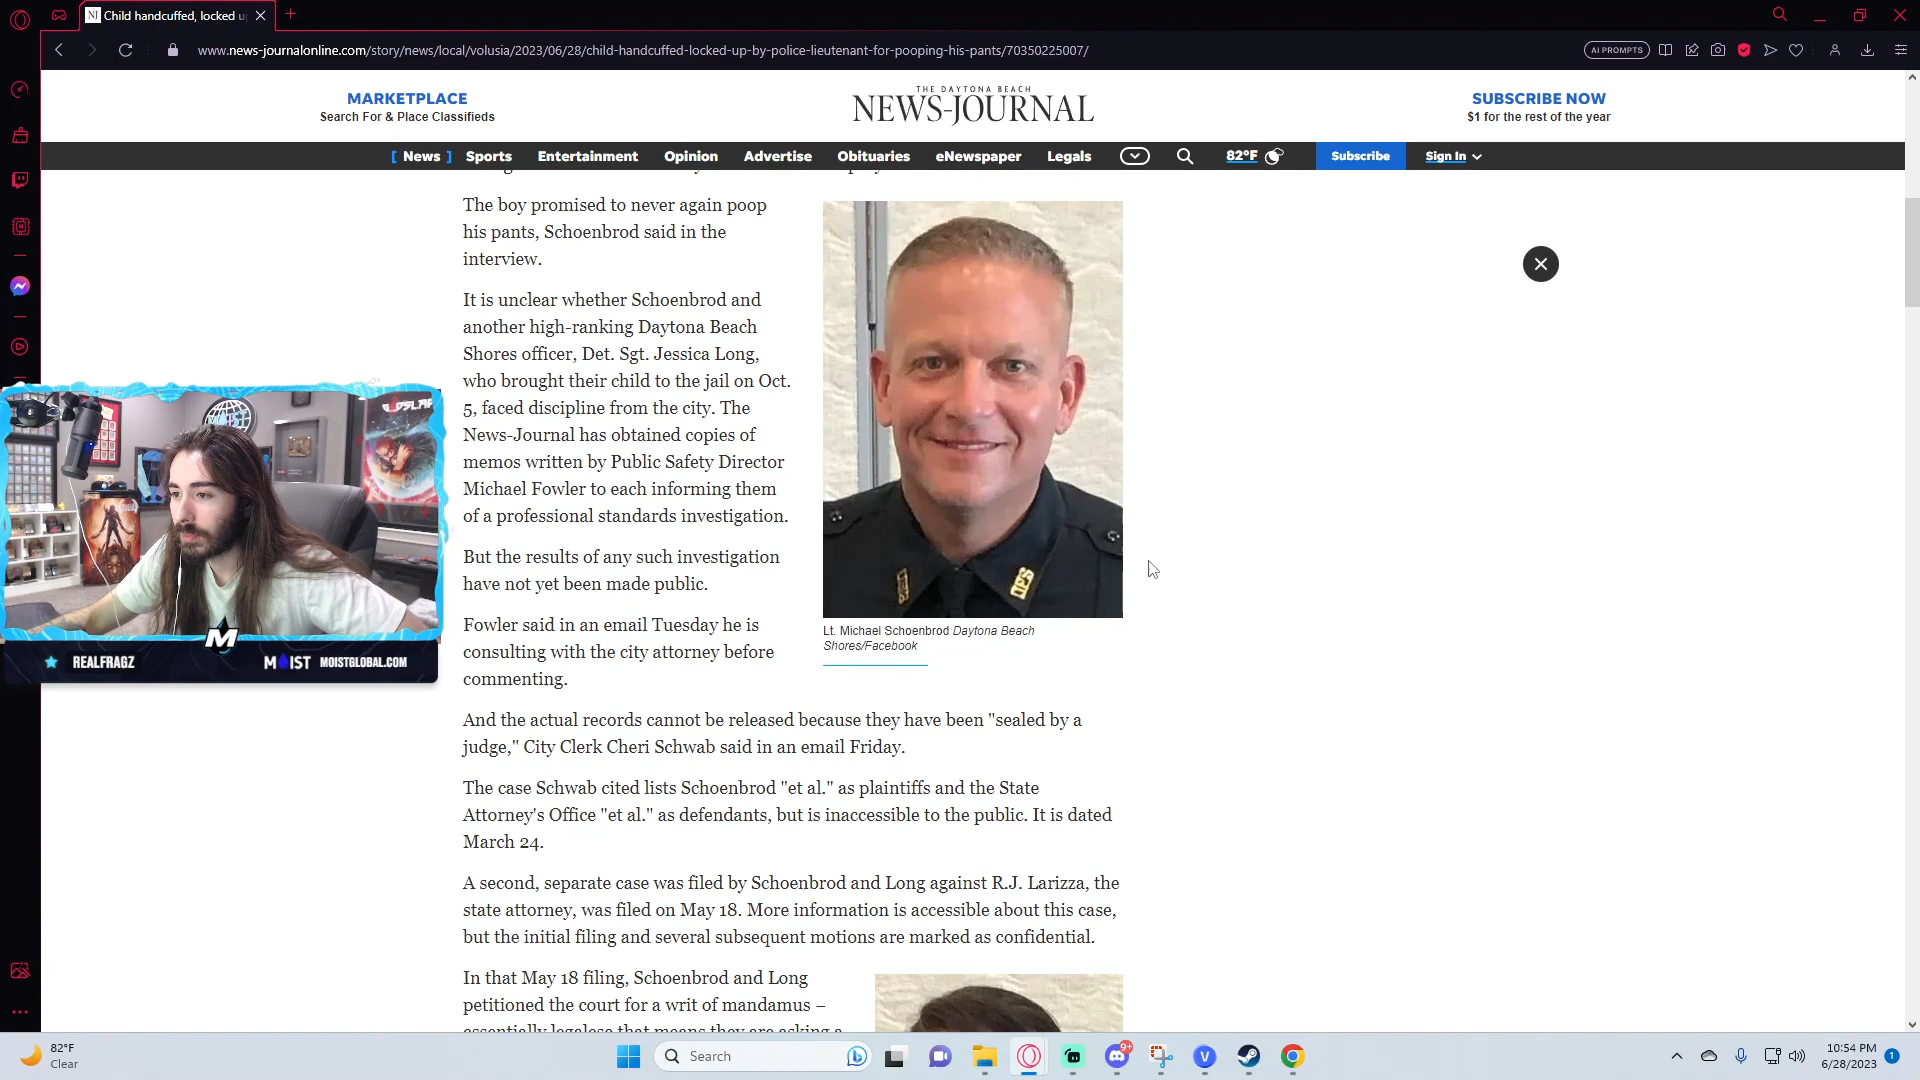 NJ Child handcuffed, locked u
www.news-journalonline.com/story/news/local/volusia/2023/06/28/child-handcuffed-locked-up-by-police-lieutenant-for-pooping-his-pants/70350225007/
AI PROMPTS
MARKETPLACE
Search For & Place Classifieds
THE DAYTONA BEACH
NEWS-JOURNAL
SUBSCRIBE NOW
$1 for the rest of the year
[ News ] Sports Entertainment Opinion Advertise Obituaries eNewspaper Legals 82°F Subscribe Sign In
The boy promised to never again poop
his pants, Schoenbrod said in the
interview.
It is unclear whether Schoenbrod and
another high-ranking Daytona Beach
Shores officer, Det. Sgt. Jessica Long,
who brought their child to the jail on Oct.
5, faced discipline from the city. The
News-Journal has obtained copies of
memos written by Public Safety Director
Michael Fowler to each informing them
of a professional standards investigation.
But the results of any such investigation
have not yet been made public.
Fowler said in an email Tuesday he is
consulting with the city attorney before
commenting.
Lt. Michael Schoenbrod Daytona Beach
Shores/Facebook
And the actual records cannot be released because they have been "sealed by a
judge," City Clerk Cheri Schwab said in an email Friday.
The case Schwab cited lists Schoenbrod "et al." as plaintiffs and the State
Attorney's Office "et al." as defendants, but is inaccessible to the public. It is dated
March 24.
A second, separate case was filed by Schoenbrod and Long against R.J. Larizza, the
state attorney, was filed on May 18. More information is accessible about this case,
but the initial filing and several subsequent motions are marked as confidential.
In that May 18 filing, Schoenbrod and Long
petitioned the court for a writ of mandamus –
essentially legalese that means they are asking a
M
REALFRAGZ
MOIST MOISTGLOBAL.COM
82°F
Clear
Search
9+
V
10:54 PM
6/28/2023
1